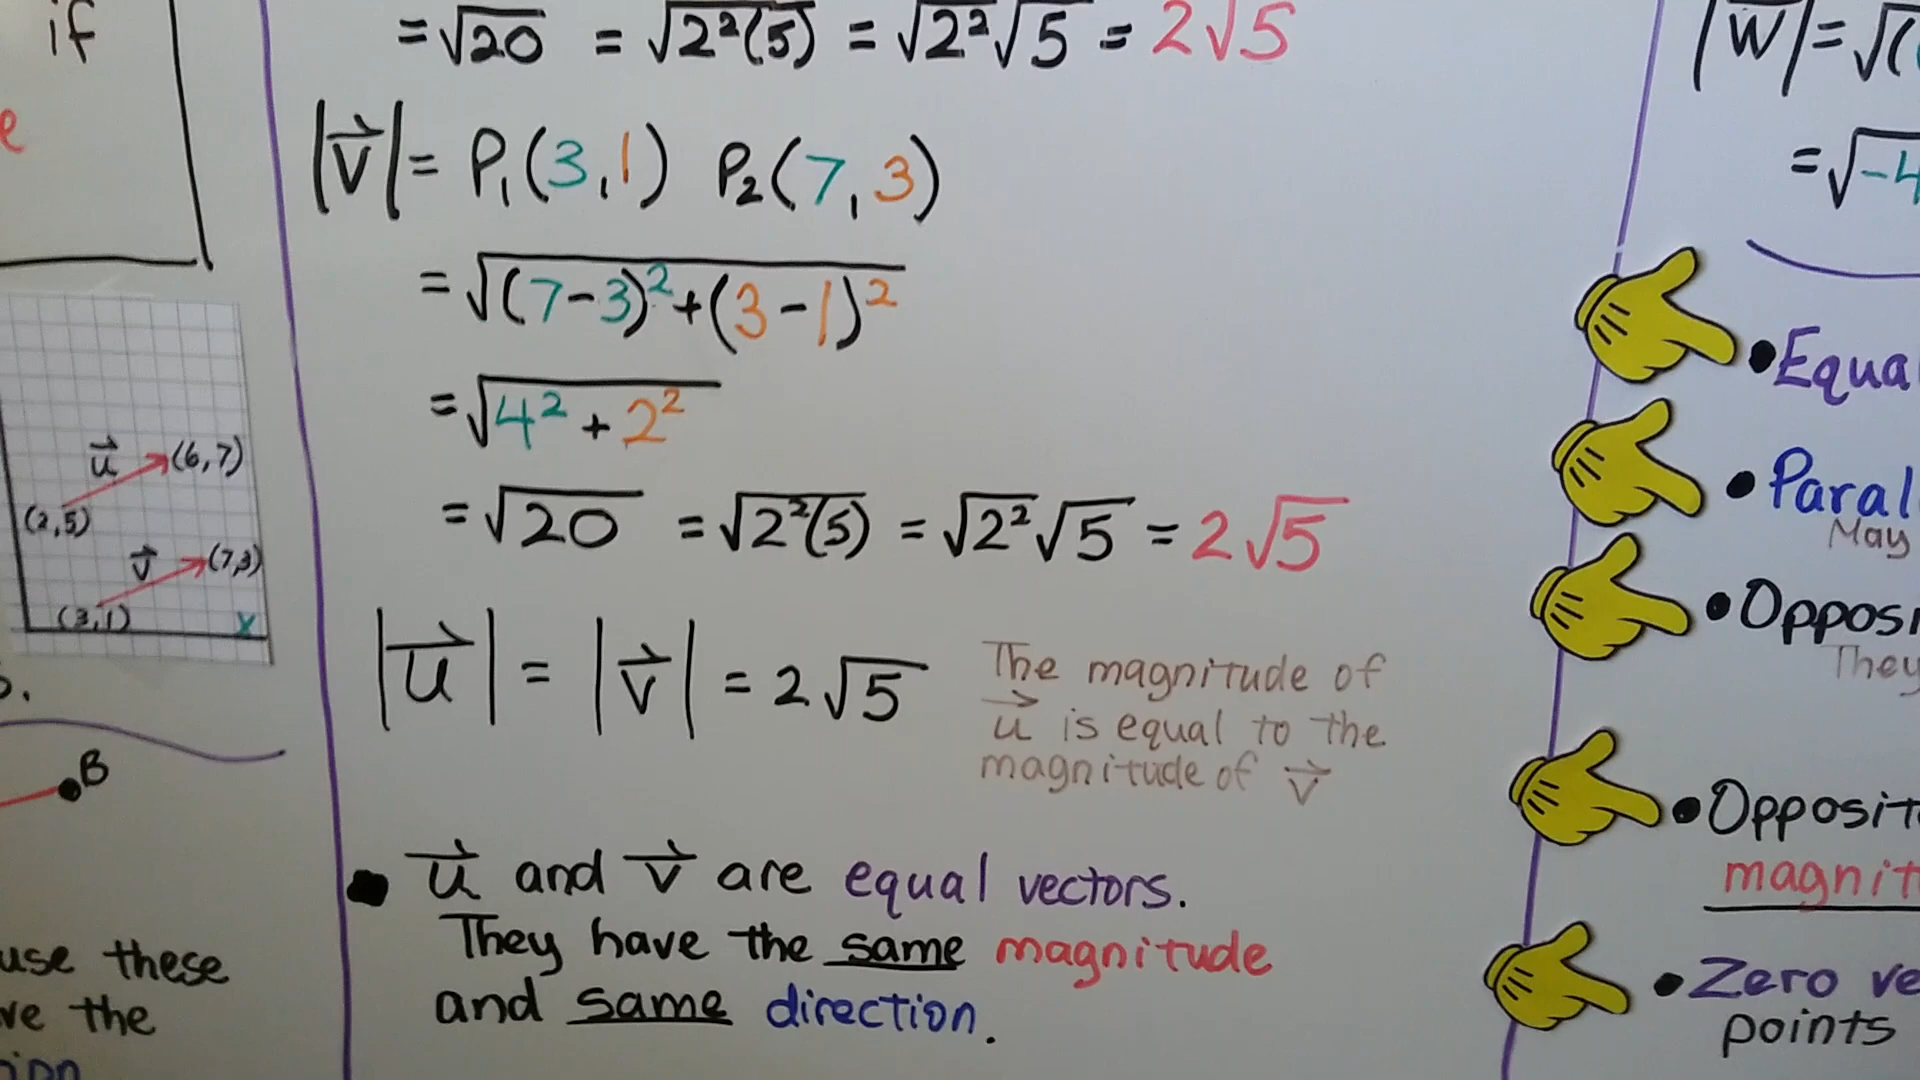 if
e
= √20 = √2²(5) = √2²√5 = 2√5
|v⃗| = P₁(3,1) P₂(7,3)
= √(7-3)²+(3-1)²
= √4² + 2²
= √20 = √2²(5) = √2²√5 = 2√5
|u⃗| = |v⃗| = 2√5
The magnitude of
u⃗ is equal to the
magnitude of v⃗
• u⃗ and v⃗ are equal vectors.
They have the same magnitude
and same direction.
u⃗ (6,7)
(2,5)
v⃗ (7,3)
(3,1) x
B
use these
ve the
|w⃗| = √(
= √-4
• Equal
• Paral
May
• Opposi
They
• Opposit
magnit
• Zero ve
points